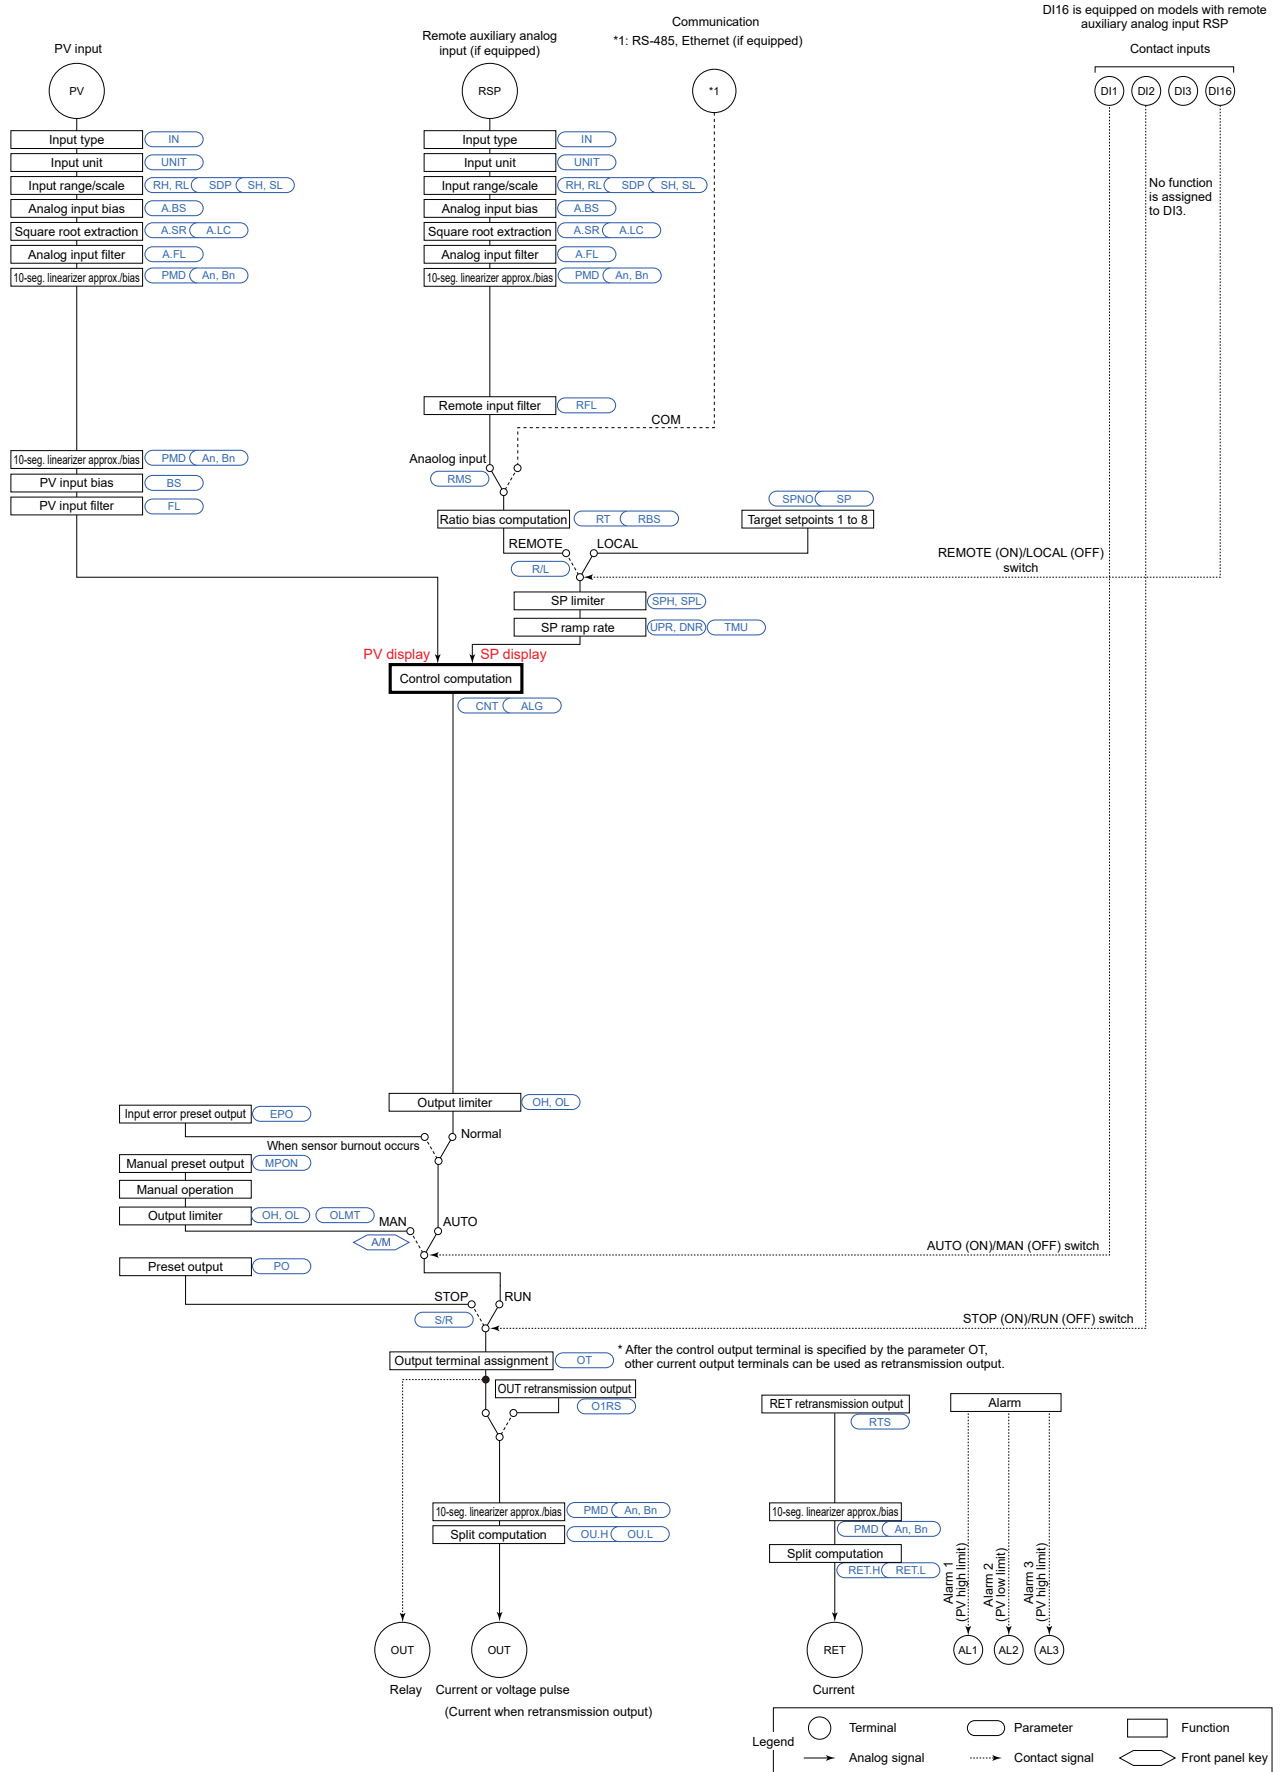 DI16 is equipped on models with remote
auxiliary analog input RSP
Communication
*1: RS-485, Ethernet (if equipped)
Remote auxiliary analog
input (if equipped)
PV input
Contact inputs
PV
RSP
*1
DI1
DI2
DI3
DI16
Input type
IN
Input type
IN
Input unit
UNIT
Input unit
UNIT
Input range/scale
RH, RL
SDP
SH, SL
Input range/scale
RH, RL
SDP
SH, SL
No function
is assigned
to DI3.
Analog input bias
A.BS
Analog input bias
A.BS
Square root extraction
A.SR
A.LC
Square root extraction
A.SR
A.LC
Analog input filter
A.FL
Analog input filter
A.FL
10-seg. linearizer approx./bias
PMD
An, Bn
10-seg. linearizer approx./bias
PMD
An, Bn
Remote input filter
RFL
COM
10-seg. linearizer approx./bias
PMD
An, Bn
Anaolog input
RMS
PV input bias
BS
PV input filter
FL
SPNO
SP
Ratio bias computation
RT
RBS
Target setpoints 1 to 8
REMOTE
LOCAL
R/L
REMOTE (ON)/LOCAL (OFF)
switch
SP limiter
SPH, SPL
SP ramp rate
UPR, DNR
TMU
PV display
SP display
Control computation
CNT
ALG
Output limiter
OH, OL
Input error preset output
EPO
Normal
When sensor burnout occurs
Manual preset output
MPON
Manual operation
Output limiter
OH, OL
OLMT
MAN
AUTO
A/M
AUTO (ON)/MAN (OFF) switch
Preset output
PO
STOP
RUN
S/R
STOP (ON)/RUN (OFF) switch
Output terminal assignment
OT
* After the control output terminal is specified by the parameter OT,
other current output terminals can be used as retransmission output.
OUT retransmission output
O1RS
RET retransmission output
RTS
Alarm
10-seg. linearizer approx./bias
PMD
An, Bn
10-seg. linearizer approx./bias
PMD
An, Bn
Split computation
OU.H
OU.L
Split computation
RET.H
RET.L
Alarm 1
(PV high limit)
Alarm 2
(PV low limit)
Alarm 3
(PV high limit)
OUT
OUT
RET
AL1
AL2
AL3
Relay
Current or voltage pulse
(Current when retransmission output)
Current
Legend
Terminal
Parameter
Function
Analog signal
Contact signal
Front panel key